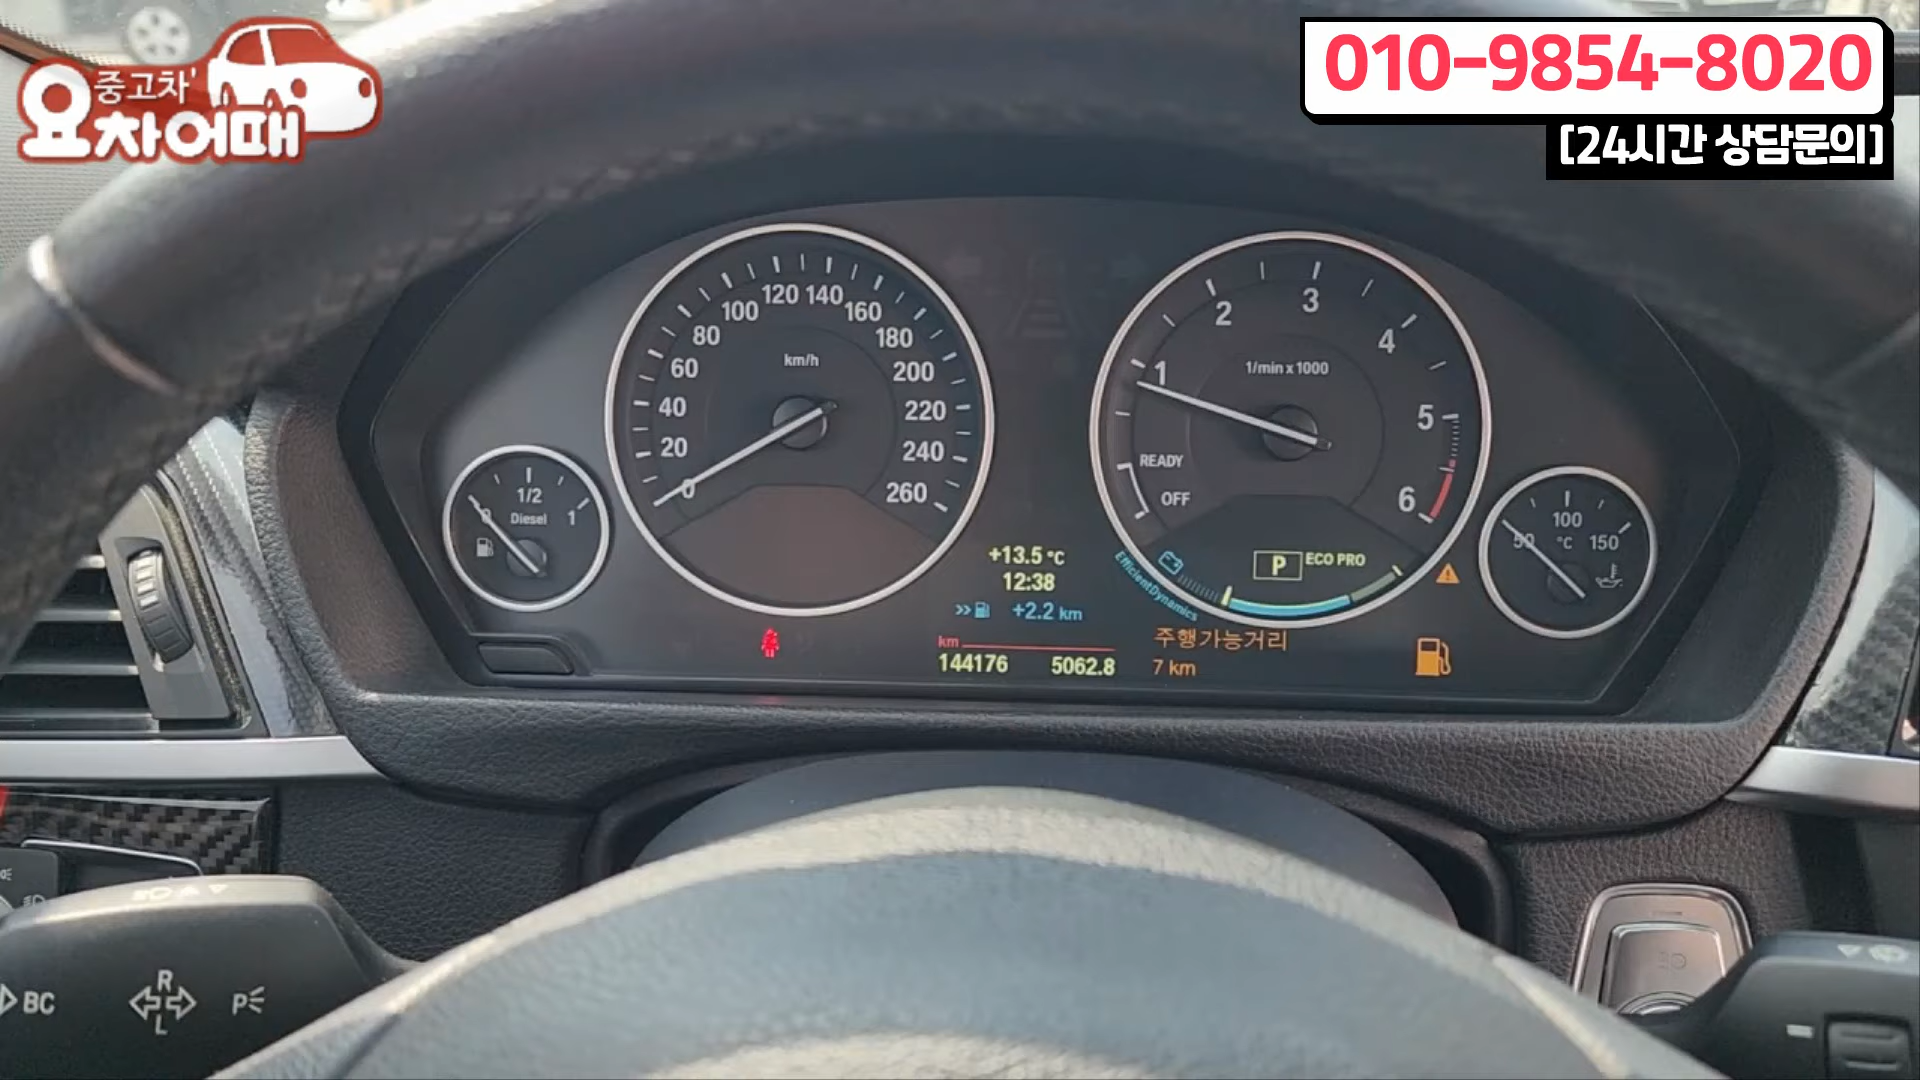 중고차'
요차어때
010-9854-8020
[24시간 상담문의]
0 20 40 60 80 100 120 140 160 180 200 220 240 260
km/h
1 2 3 4 5 6
1/min x 1000
READY
OFF
0 1/2 1
Diesel
50 100 150
°C
+13.5 °C
12:38
+2.2 km
P ECO PRO
EfficientDynamics
km
144176 5062.8
주행가능거리
7 km
BC
R
L
P